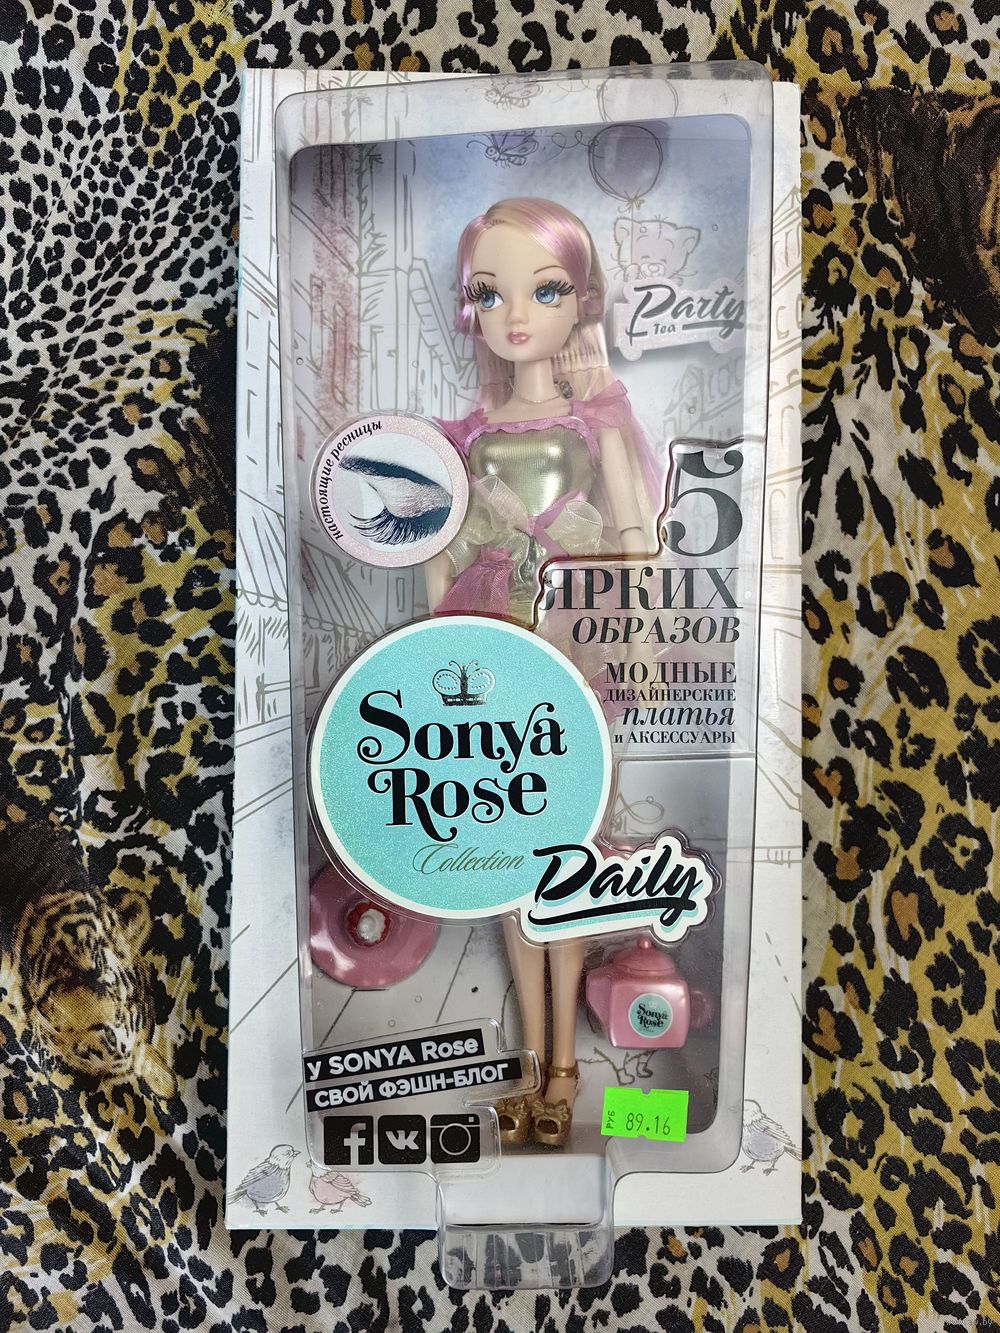 Party
Tea
настоящие ресницы
5
ЯРКИХ
ОБРАЗОВ
МОДНЫЕ
ДИЗАЙНЕРСКИЕ
платья
и АКСЕССУАРЫ
Sonya
Rose
Collection
Daily
Sonya
Rose
У SONYA Rose
СВОЙ ФЭШН-БЛОГ
f
VK
РУБ
89.16